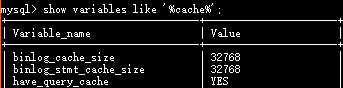 mysql> show variables like '%cache%';
| Variable_name | Value
| binlog_cache_size | 32768
| binlog_stmt_cache_size | 32768
| have_query_cache | YES